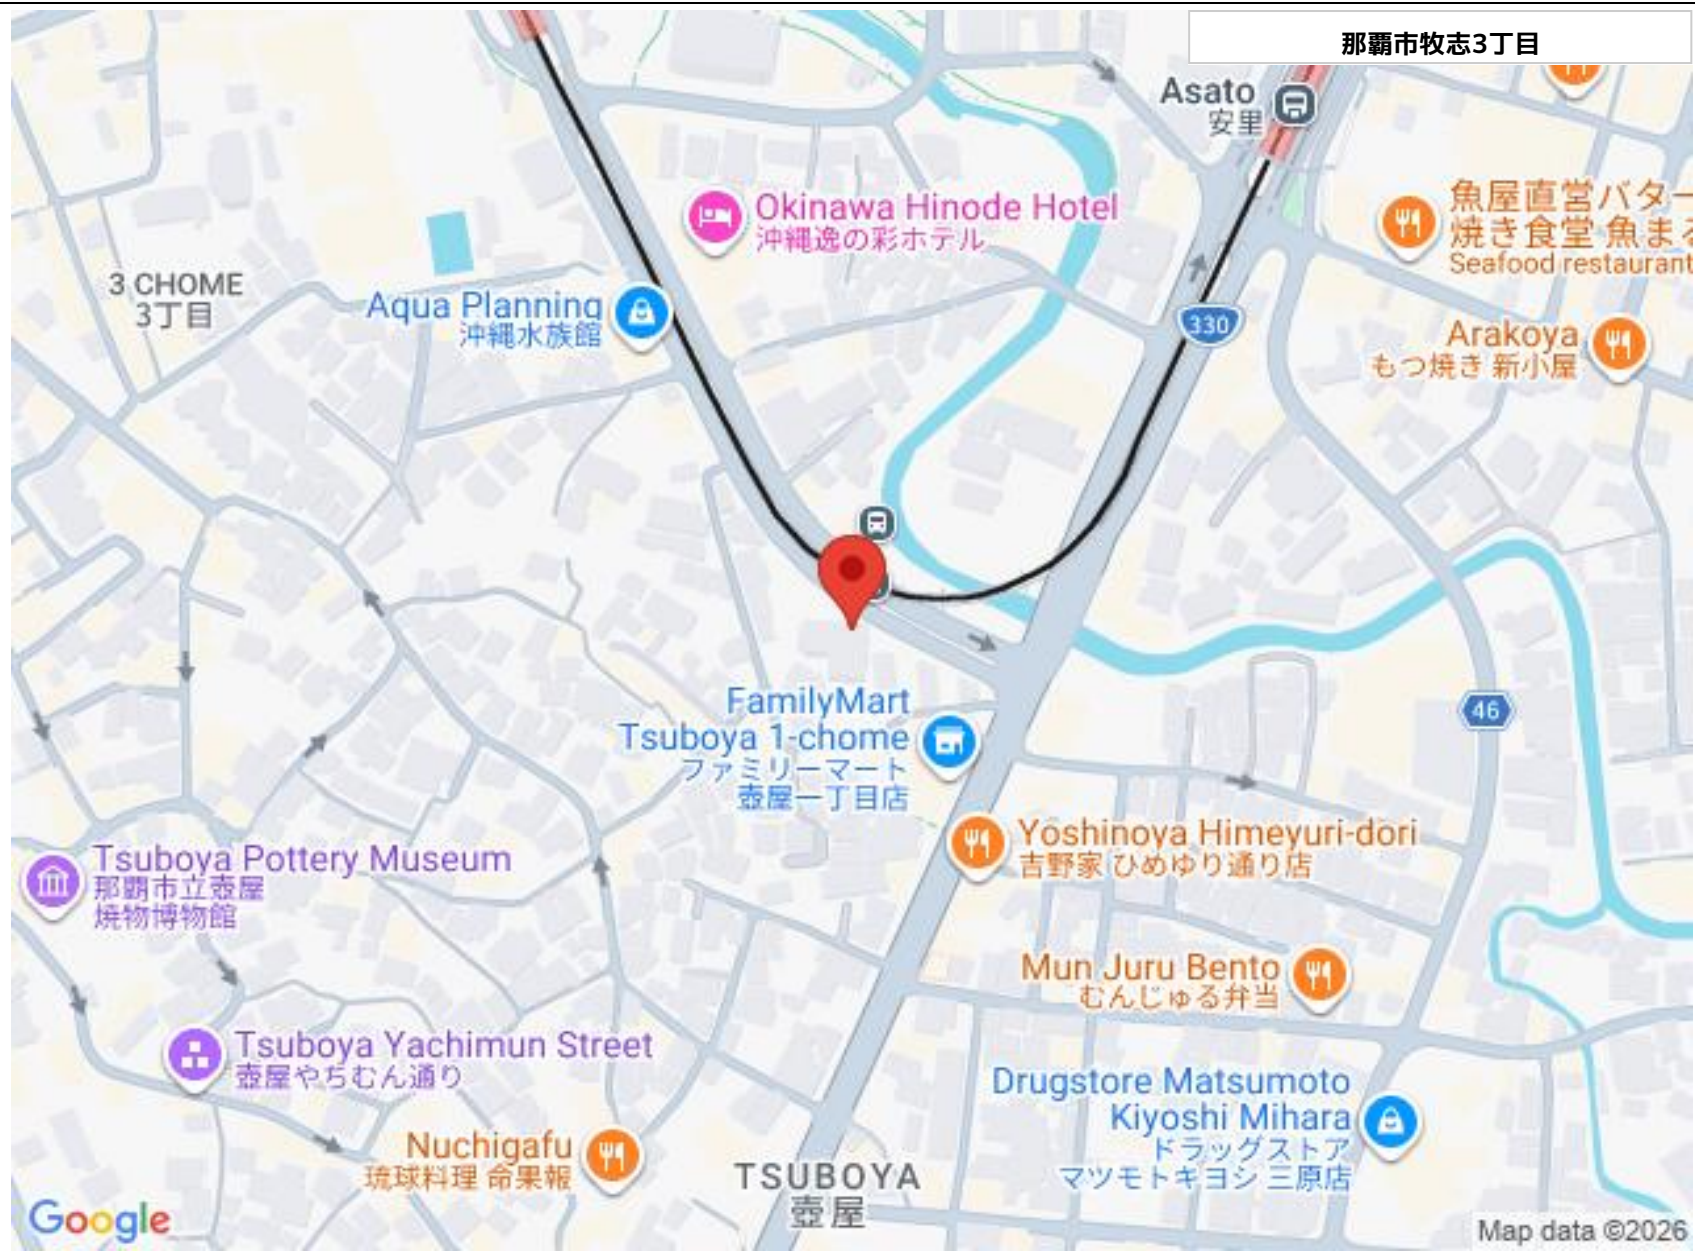 那覇市牧志3丁目
Asato
安里
Okinawa Hinode Hotel
沖縄逸の彩ホテル
魚屋直営バター
焼き食堂 魚まる
Seafood restaurant
3 CHOME
3丁目
Aqua Planning
沖縄水族館
330
Arakoya
もつ焼き 新小屋
FamilyMart
Tsuboya 1-chome
ファミリーマート
壺屋一丁目店
46
Yoshinoya Himeyuri-dori
吉野家 ひめゆり通り店
Tsuboya Pottery Museum
那覇市立壺屋
焼物博物館
Mun Juru Bento
むんじゅる弁当
Tsuboya Yachimun Street
壺屋やちむん通り
Drugstore Matsumoto
Kiyoshi Mihara
ドラッグストア
マツモトキヨシ 三原店
Nuchigafu
琉球料理 命果報
TSUBOYA
壺屋
Google
Map data ©2026